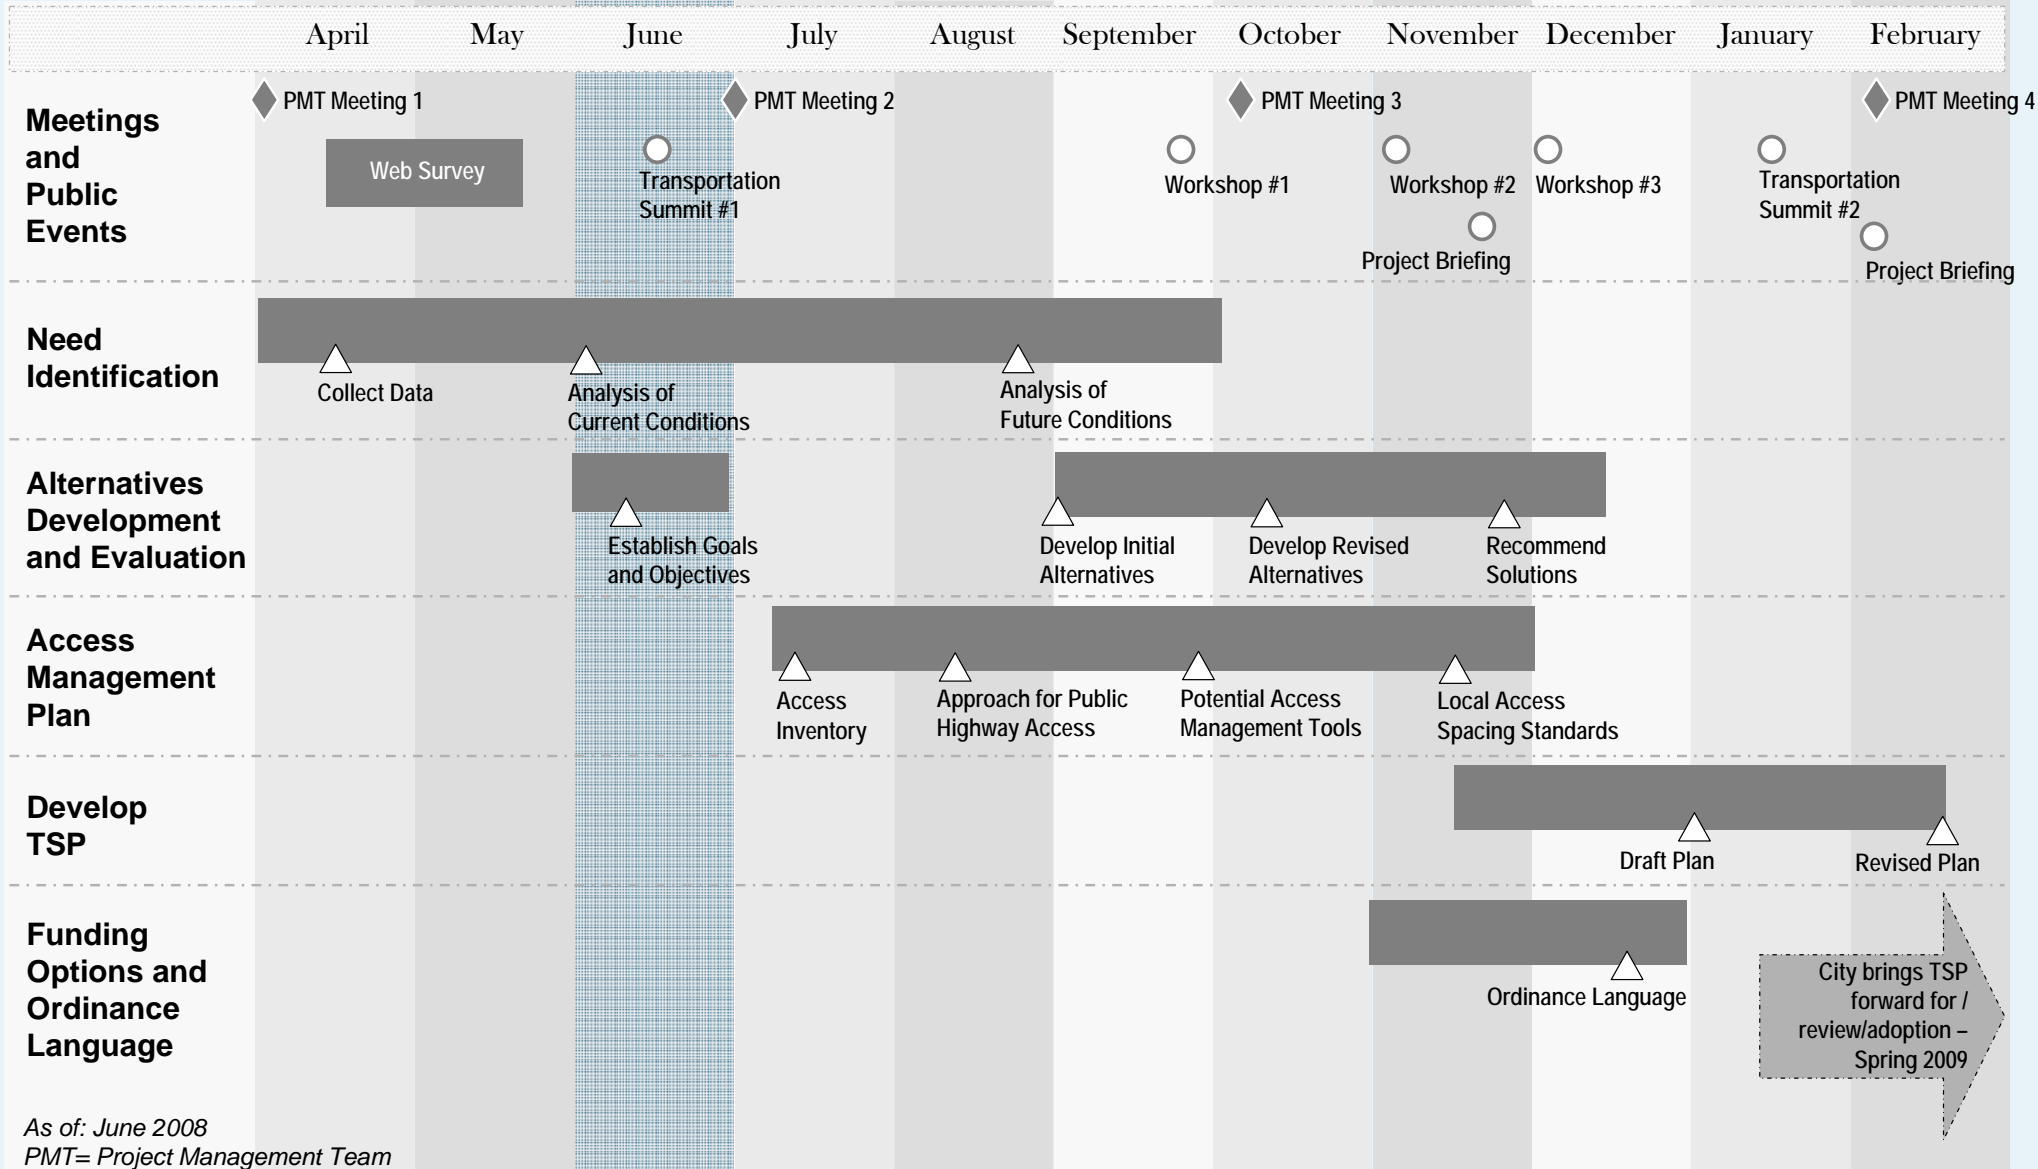 April May June July August September October November December January February
Meetings
and
Public
Events
PMT Meeting 1
PMT Meeting 2
PMT Meeting 3
PMT Meeting 4
Web Survey
Transportation
Summit #1
Workshop #1
Workshop #2
Workshop #3
Transportation
Summit #2
Project Briefing
Project Briefing
Need
Identification
Collect Data
Analysis of
Current Conditions
Analysis of
Future Conditions
Alternatives
Development
and Evaluation
Establish Goals
and Objectives
Develop Initial
Alternatives
Develop Revised
Alternatives
Recommend
Solutions
Access
Management
Plan
Access
Inventory
Approach for Public
Highway Access
Potential Access
Management Tools
Local Access
Spacing Standards
Develop
TSP
Draft Plan
Revised Plan
Funding
Options and
Ordinance
Language
Ordinance Language
City brings TSP
forward for /
review/adoption –
Spring 2009
As of: June 2008
PMT= Project Management Team